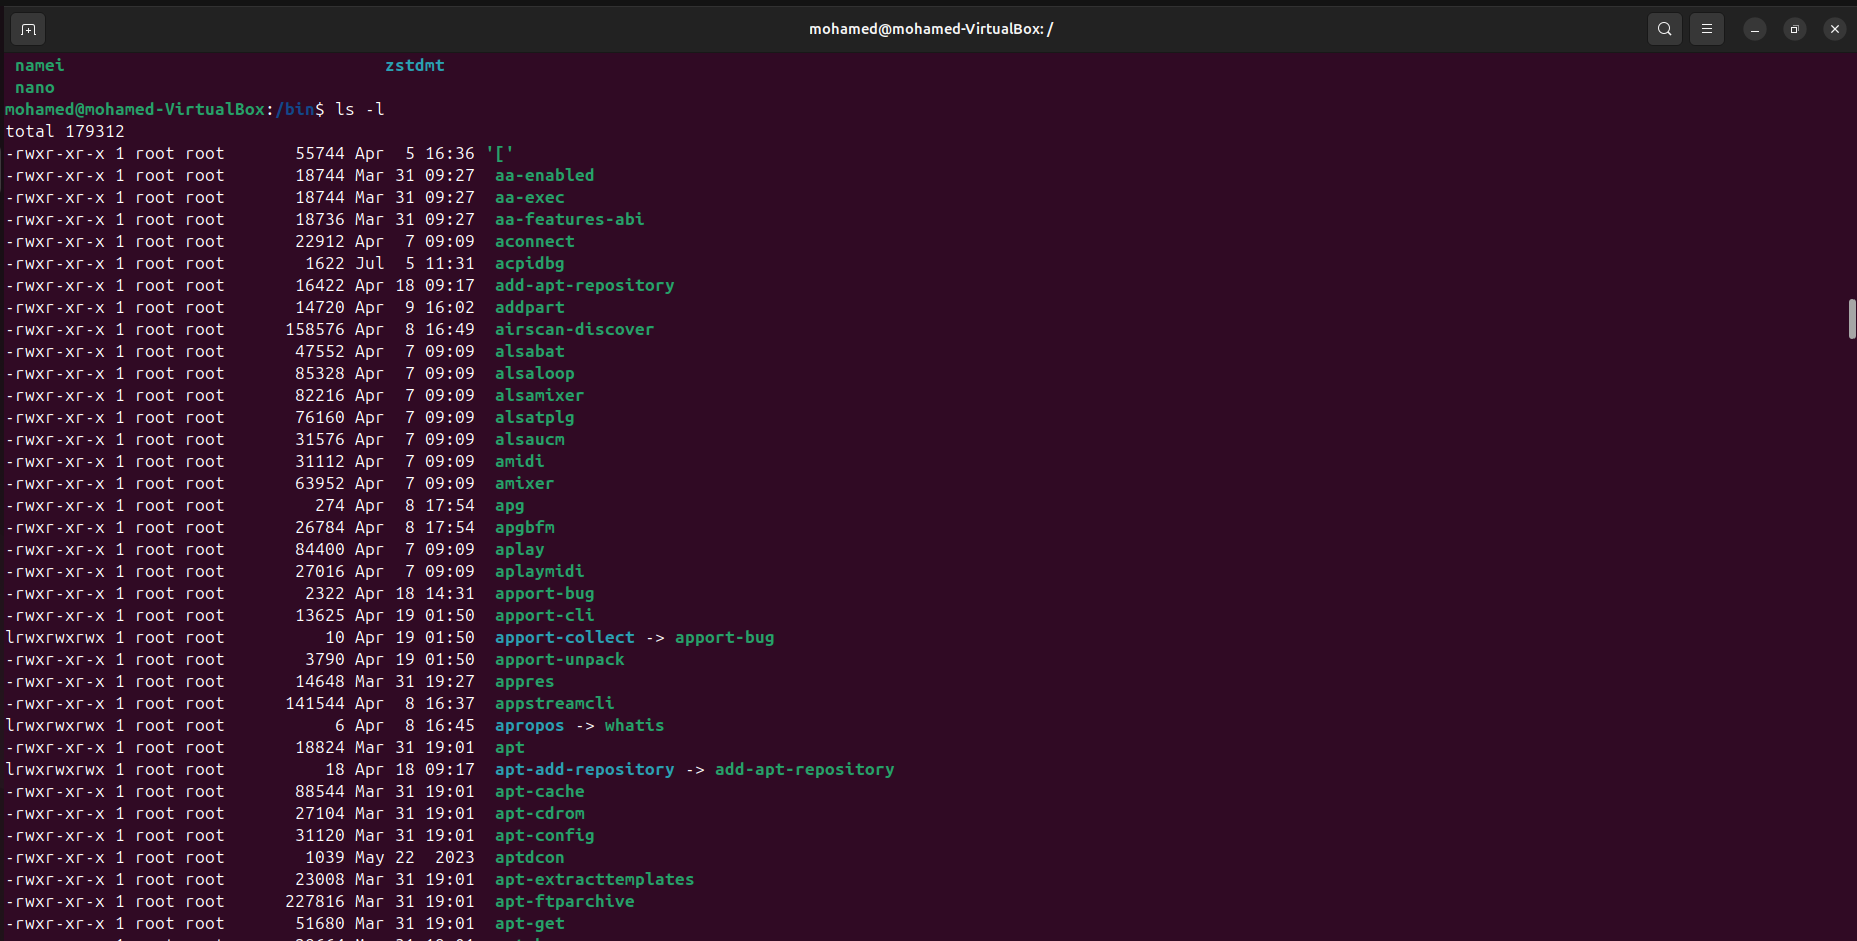 mohamed@mohamed-VirtualBox: /
namei zstdmt
nano
mohamed@mohamed-VirtualBox:/bin$ ls -l
total 179312
-rwxr-xr-x 1 root root 55744 Apr 5 16:36 '['
-rwxr-xr-x 1 root root 18744 Mar 31 09:27 aa-enabled
-rwxr-xr-x 1 root root 18744 Mar 31 09:27 aa-exec
-rwxr-xr-x 1 root root 18736 Mar 31 09:27 aa-features-abi
-rwxr-xr-x 1 root root 22912 Apr 7 09:09 aconnect
-rwxr-xr-x 1 root root 1622 Jul 5 11:31 acpidbg
-rwxr-xr-x 1 root root 16422 Apr 18 09:17 add-apt-repository
-rwxr-xr-x 1 root root 14720 Apr 9 16:02 addpart
-rwxr-xr-x 1 root root 158576 Apr 8 16:49 airscan-discover
-rwxr-xr-x 1 root root 47552 Apr 7 09:09 alsabat
-rwxr-xr-x 1 root root 85328 Apr 7 09:09 alsaloop
-rwxr-xr-x 1 root root 82216 Apr 7 09:09 alsamixer
-rwxr-xr-x 1 root root 76160 Apr 7 09:09 alsatplg
-rwxr-xr-x 1 root root 31576 Apr 7 09:09 alsaucm
-rwxr-xr-x 1 root root 31112 Apr 7 09:09 amidi
-rwxr-xr-x 1 root root 63952 Apr 7 09:09 amixer
-rwxr-xr-x 1 root root 274 Apr 8 17:54 apg
-rwxr-xr-x 1 root root 26784 Apr 8 17:54 apgbfm
-rwxr-xr-x 1 root root 84400 Apr 7 09:09 aplay
-rwxr-xr-x 1 root root 27016 Apr 7 09:09 aplaymidi
-rwxr-xr-x 1 root root 2322 Apr 18 14:31 apport-bug
-rwxr-xr-x 1 root root 13625 Apr 19 01:50 apport-cli
lrwxrwxrwx 1 root root 10 Apr 19 01:50 apport-collect -> apport-bug
-rwxr-xr-x 1 root root 3790 Apr 19 01:50 apport-unpack
-rwxr-xr-x 1 root root 14648 Mar 31 19:27 appres
-rwxr-xr-x 1 root root 141544 Apr 8 16:37 appstreamcli
lrwxrwxrwx 1 root root 6 Apr 8 16:45 apropos -> whatis
-rwxr-xr-x 1 root root 18824 Mar 31 19:01 apt
lrwxrwxrwx 1 root root 18 Apr 18 09:17 apt-add-repository -> add-apt-repository
-rwxr-xr-x 1 root root 88544 Mar 31 19:01 apt-cache
-rwxr-xr-x 1 root root 27104 Mar 31 19:01 apt-cdrom
-rwxr-xr-x 1 root root 31120 Mar 31 19:01 apt-config
-rwxr-xr-x 1 root root 1039 May 22 2023 aptdcon
-rwxr-xr-x 1 root root 23008 Mar 31 19:01 apt-extracttemplates
-rwxr-xr-x 1 root root 227816 Mar 31 19:01 apt-ftparchive
-rwxr-xr-x 1 root root 51680 Mar 31 19:01 apt-get